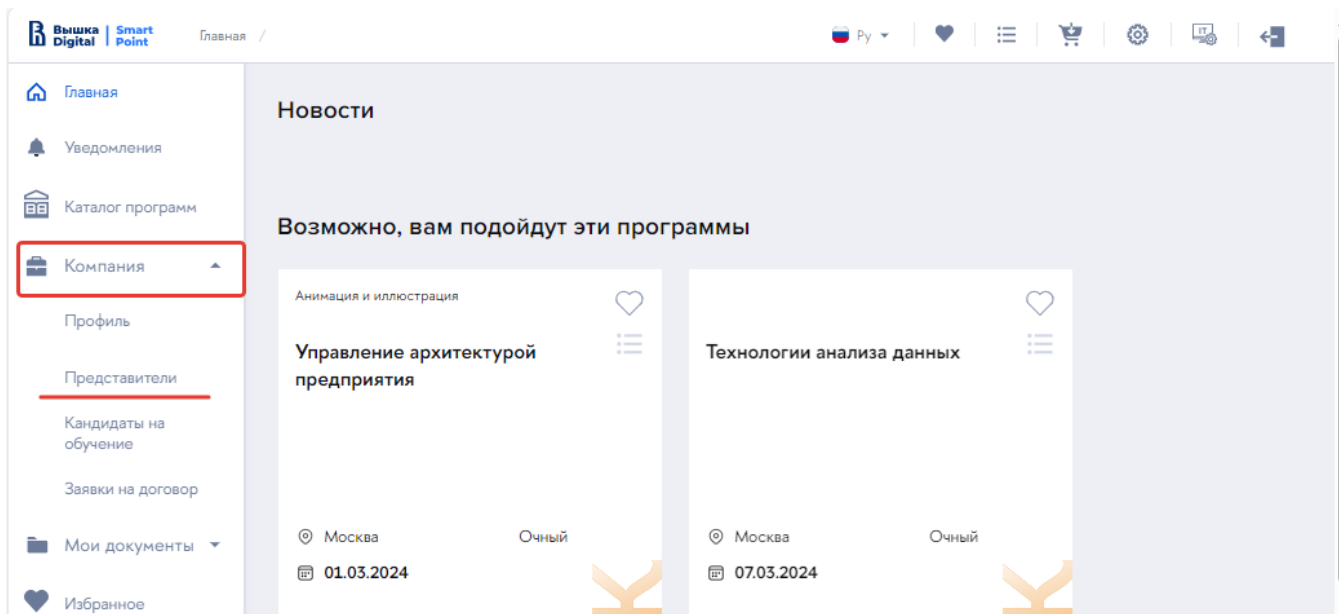 Вышка Digital | Smart Point
Главная /
Ру
Главная
Уведомления
Каталог программ
Компания
Профиль
Представители
Кандидаты на
обучение
Заявки на договор
Мои документы
Избранное
Новости
Возможно, вам подойдут эти программы
Анимация и иллюстрация
Управление архитектурой
предприятия
Москва
Очный
01.03.2024
Технологии анализа данных
Москва
Очный
07.03.2024